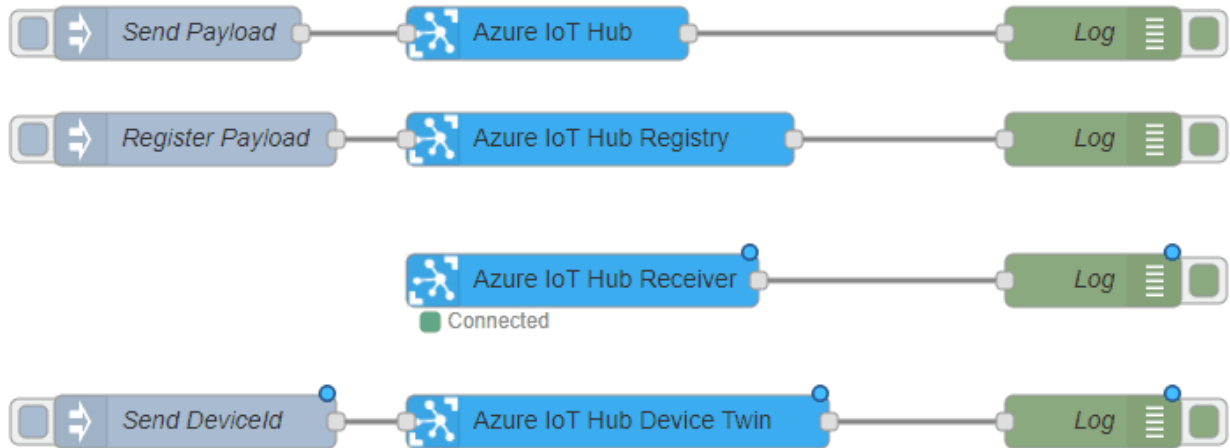 Send Payload Azure IoT Hub Log
Register Payload Azure IoT Hub Registry Log
Azure IoT Hub Receiver Log
Connected
Send DeviceId Azure IoT Hub Device Twin Log